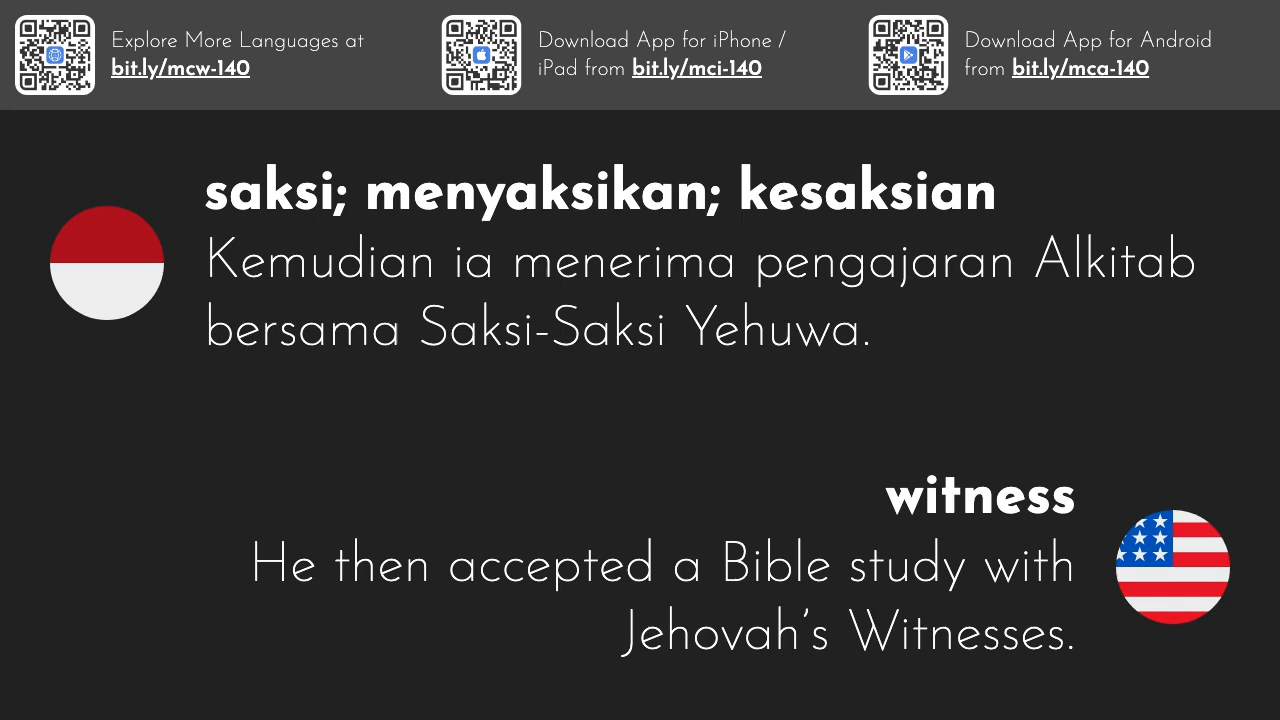 Explore More Languages at
bit.ly/mcw-140
Download App for iPhone /
iPad from bit.ly/mci-140
Download App for Android
from bit.ly/mca-140
saksi; menyaksikan; kesaksian
Kemudian ia menerima pengajaran Alkitab
bersama Saksi-Saksi Yehuwa.
witness
He then accepted a Bible study with
Jehovah’s Witnesses.